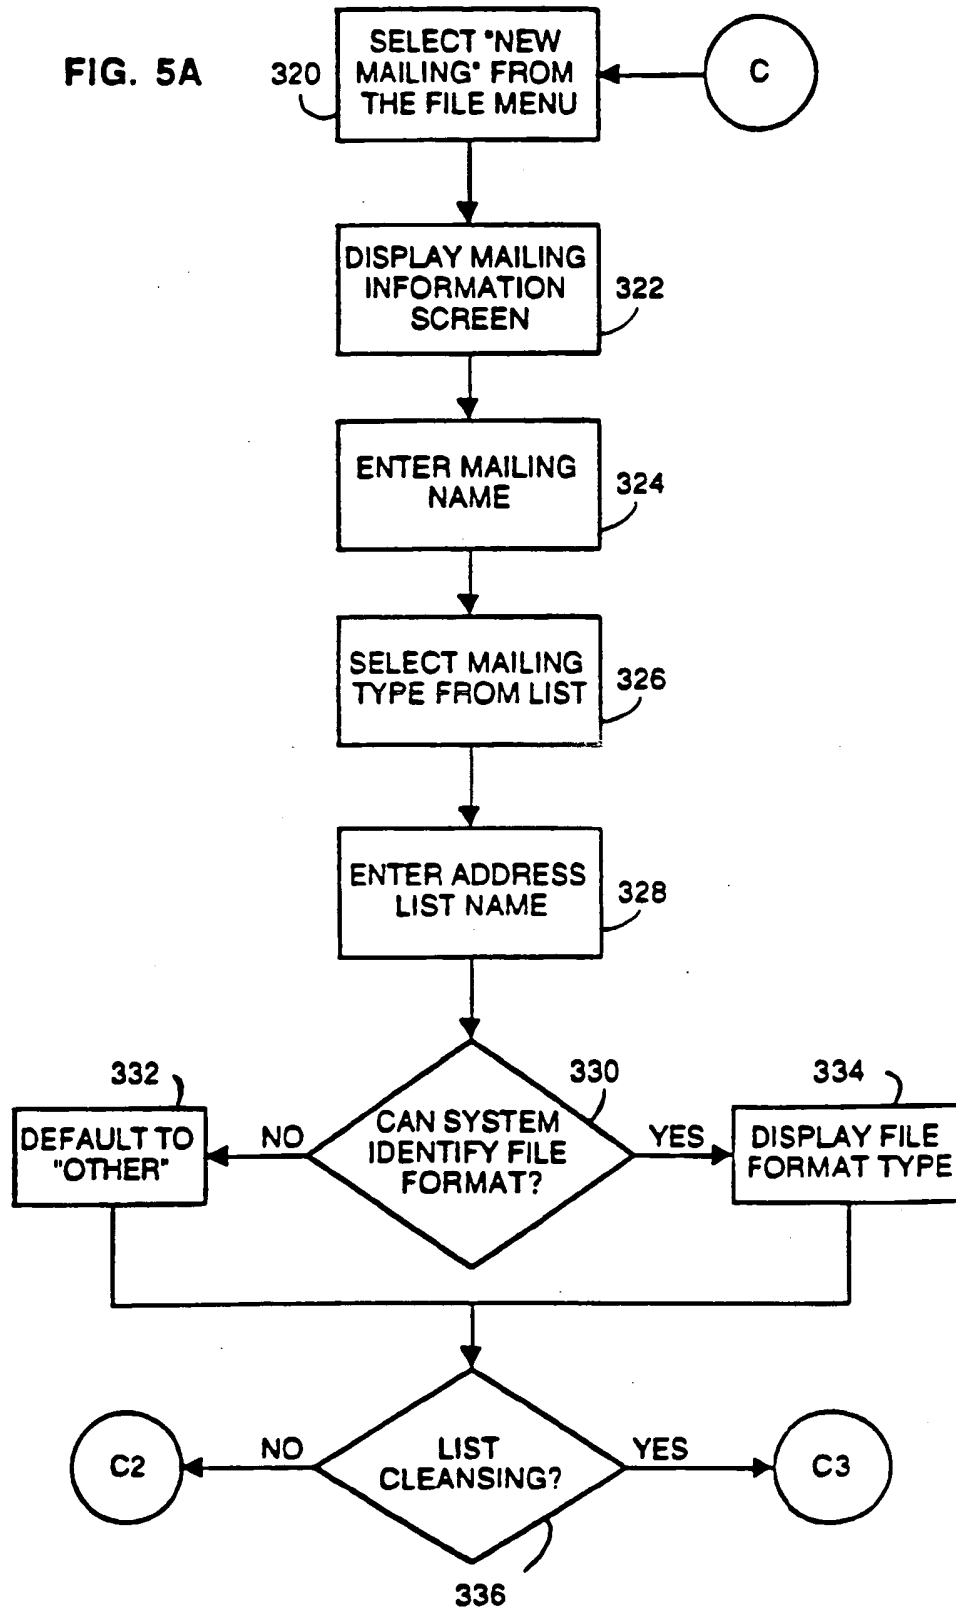 FIG. 5A
320
SELECT "NEW
MAILING" FROM
THE FILE MENU
C
DISPLAY MAILING
INFORMATION
SCREEN
322
ENTER MAILING
NAME
324
SELECT MAILING
TYPE FROM LIST
326
ENTER ADDRESS
LIST NAME
328
332
DEFAULT TO
"OTHER"
NO
330
CAN SYSTEM
IDENTIFY FILE
FORMAT?
YES
334
DISPLAY FILE
FORMAT TYPE
C2
NO
LIST
CLEANSING?
YES
C3
336